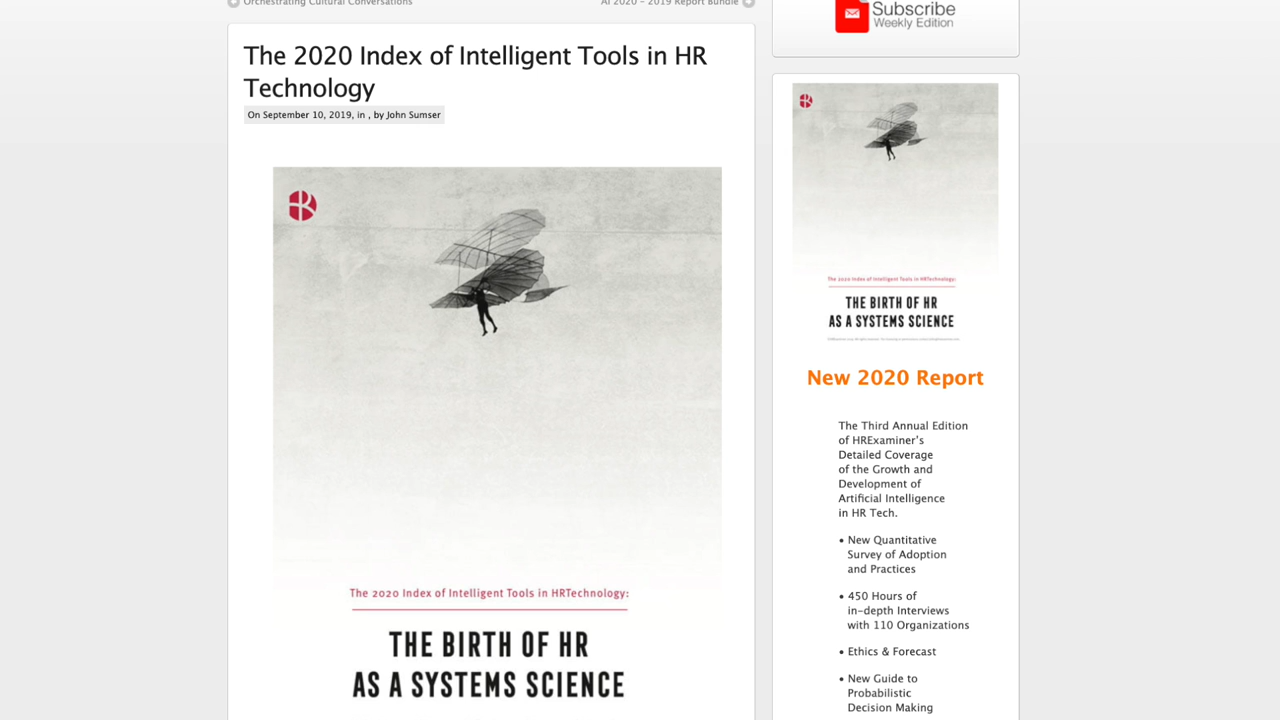 Orchestrating Cultural Conversations
AI 2020 – 2019 Report Bundle
The 2020 Index of Intelligent Tools in HR
Technology
On September 10, 2019, in , by John Sumser
The 2020 Index of Intelligent Tools in HRTechnology:
THE BIRTH OF HR
AS A SYSTEMS SCIENCE
Subscribe
Weekly Edition
The 2020 Index of Intelligent Tools in HRTechnology:
THE BIRTH OF HR
AS A SYSTEMS SCIENCE
New 2020 Report
The Third Annual Edition
of HRExaminer’s
Detailed Coverage
of the Growth and
Development of
Artificial Intelligence
in HR Tech.
• New Quantitative
Survey of Adoption
and Practices
• 450 Hours of
in-depth Interviews
with 110 Organizations
• Ethics & Forecast
• New Guide to
Probabilistic
Decision Making